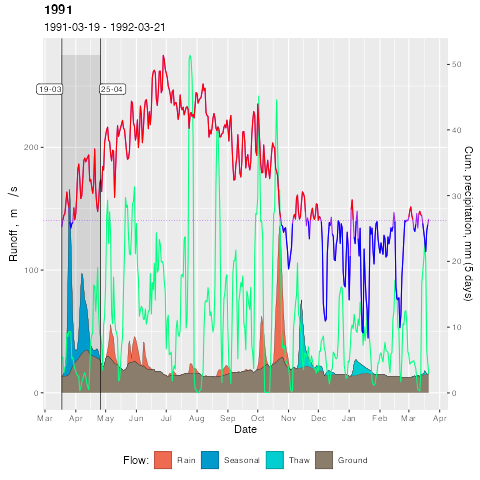 1991
1991-03-19 - 1992-03-21
19-03
25-04
200
100
0
50
40
30
20
10
0
Runoff, m /s
Cum. precipitation, mm (5 days)
Mar Apr May Jun Jul Aug Sep Oct Nov Dec Jan Feb Mar Apr
Date
Flow: Rain Seasonal Thaw Ground